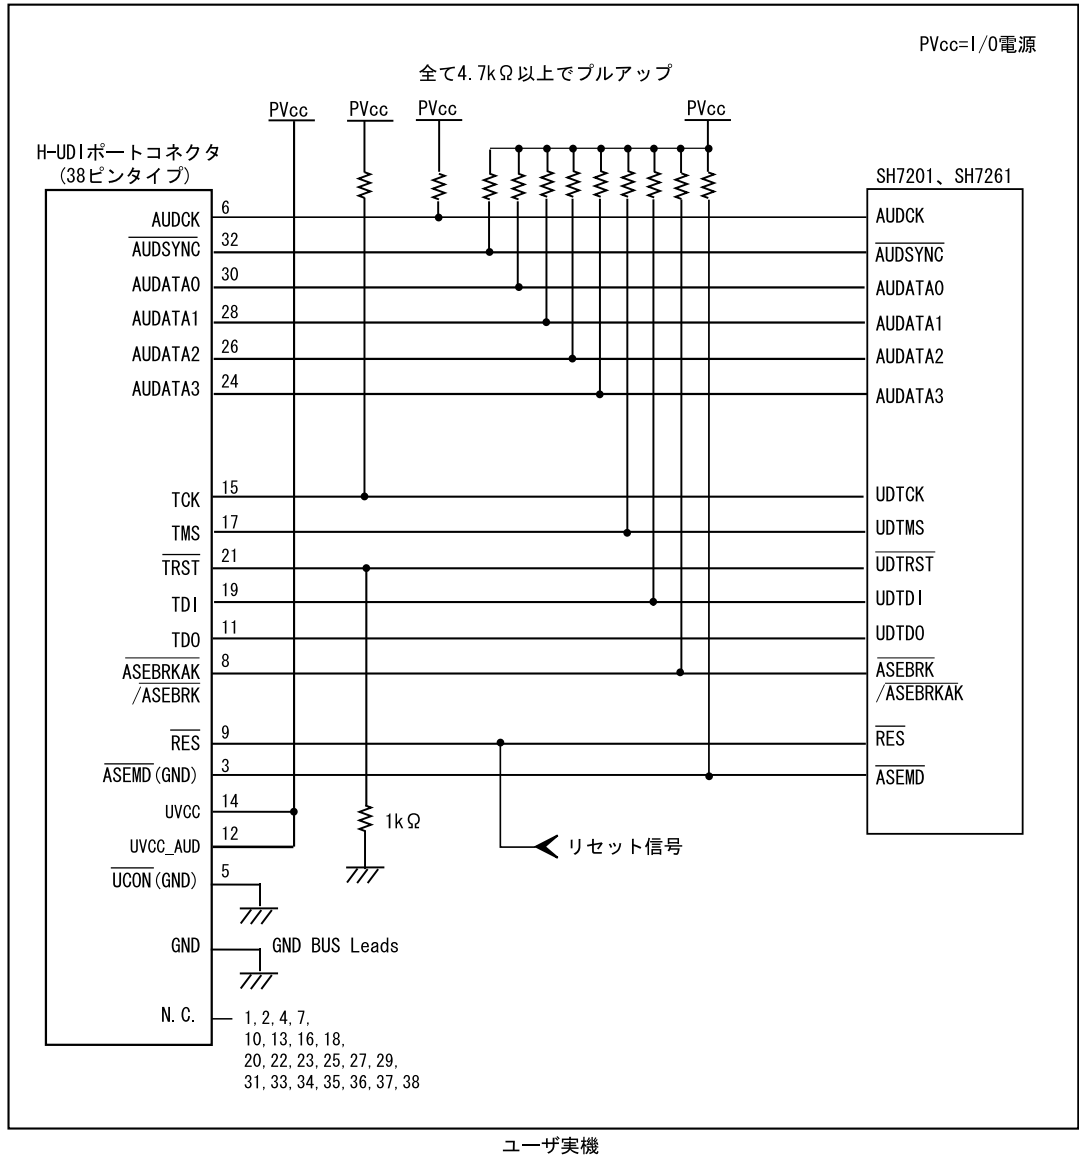 PVcc=I/O電源
全て4.7kΩ以上でプルアップ
PVcc PVcc PVcc PVcc
H-UDIポートコネクタ
(38ピンタイプ)
SH7201、SH7261
AUDCK 6 AUDCK
AUDSYNC 32 AUDSYNC
AUDATA0 30 AUDATA0
AUDATA1 28 AUDATA1
AUDATA2 26 AUDATA2
AUDATA3 24 AUDATA3
TCK 15 UDTCK
TMS 17 UDTMS
TRST 21 UDTRST
TDI 19 UDTDI
TDO 11 UDTDO
ASEBRKAK 8 ASEBRK
/ASEBRK /ASEBRKAK
RES 9 RES
ASEMD(GND) 3 ASEMD
UVCC 14 1kΩ
UVCC_AUD 12 リセット信号
UCON(GND) 5
GND GND BUS Leads
N.C. 1,2,4,7,
10,13,16,18,
20,22,23,25,27,29,
31,33,34,35,36,37,38
ユーザ実機